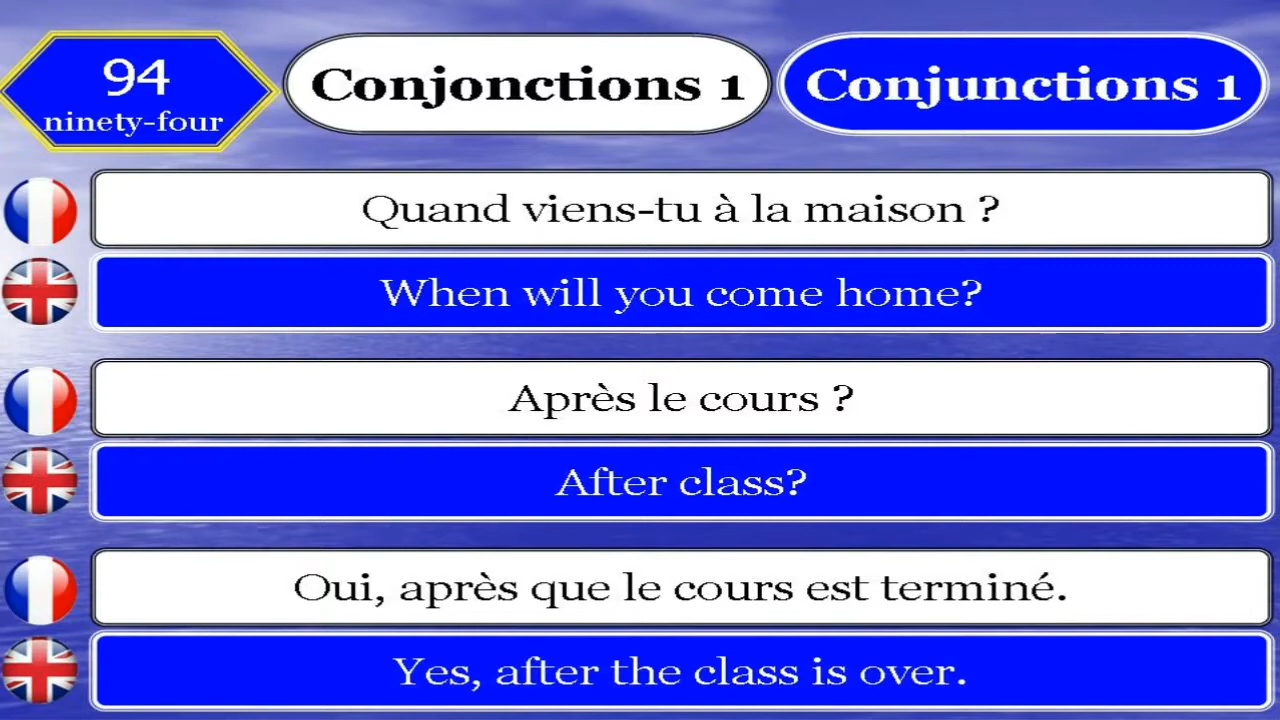 94
ninety-four
Conjonctions 1
Conjunctions 1
Quand viens-tu à la maison ?
When will you come home?
Après le cours ?
After class?
Oui, après que le cours est terminé.
Yes, after the class is over.